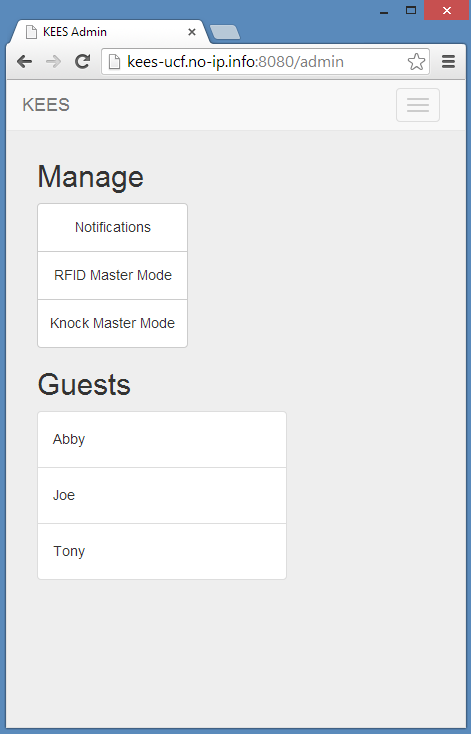 KEES Admin
kees-ucf.no-ip.info:8080/admin
KEES
Manage
Notifications
RFID Master Mode
Knock Master Mode
Guests
Abby
Joe
Tony